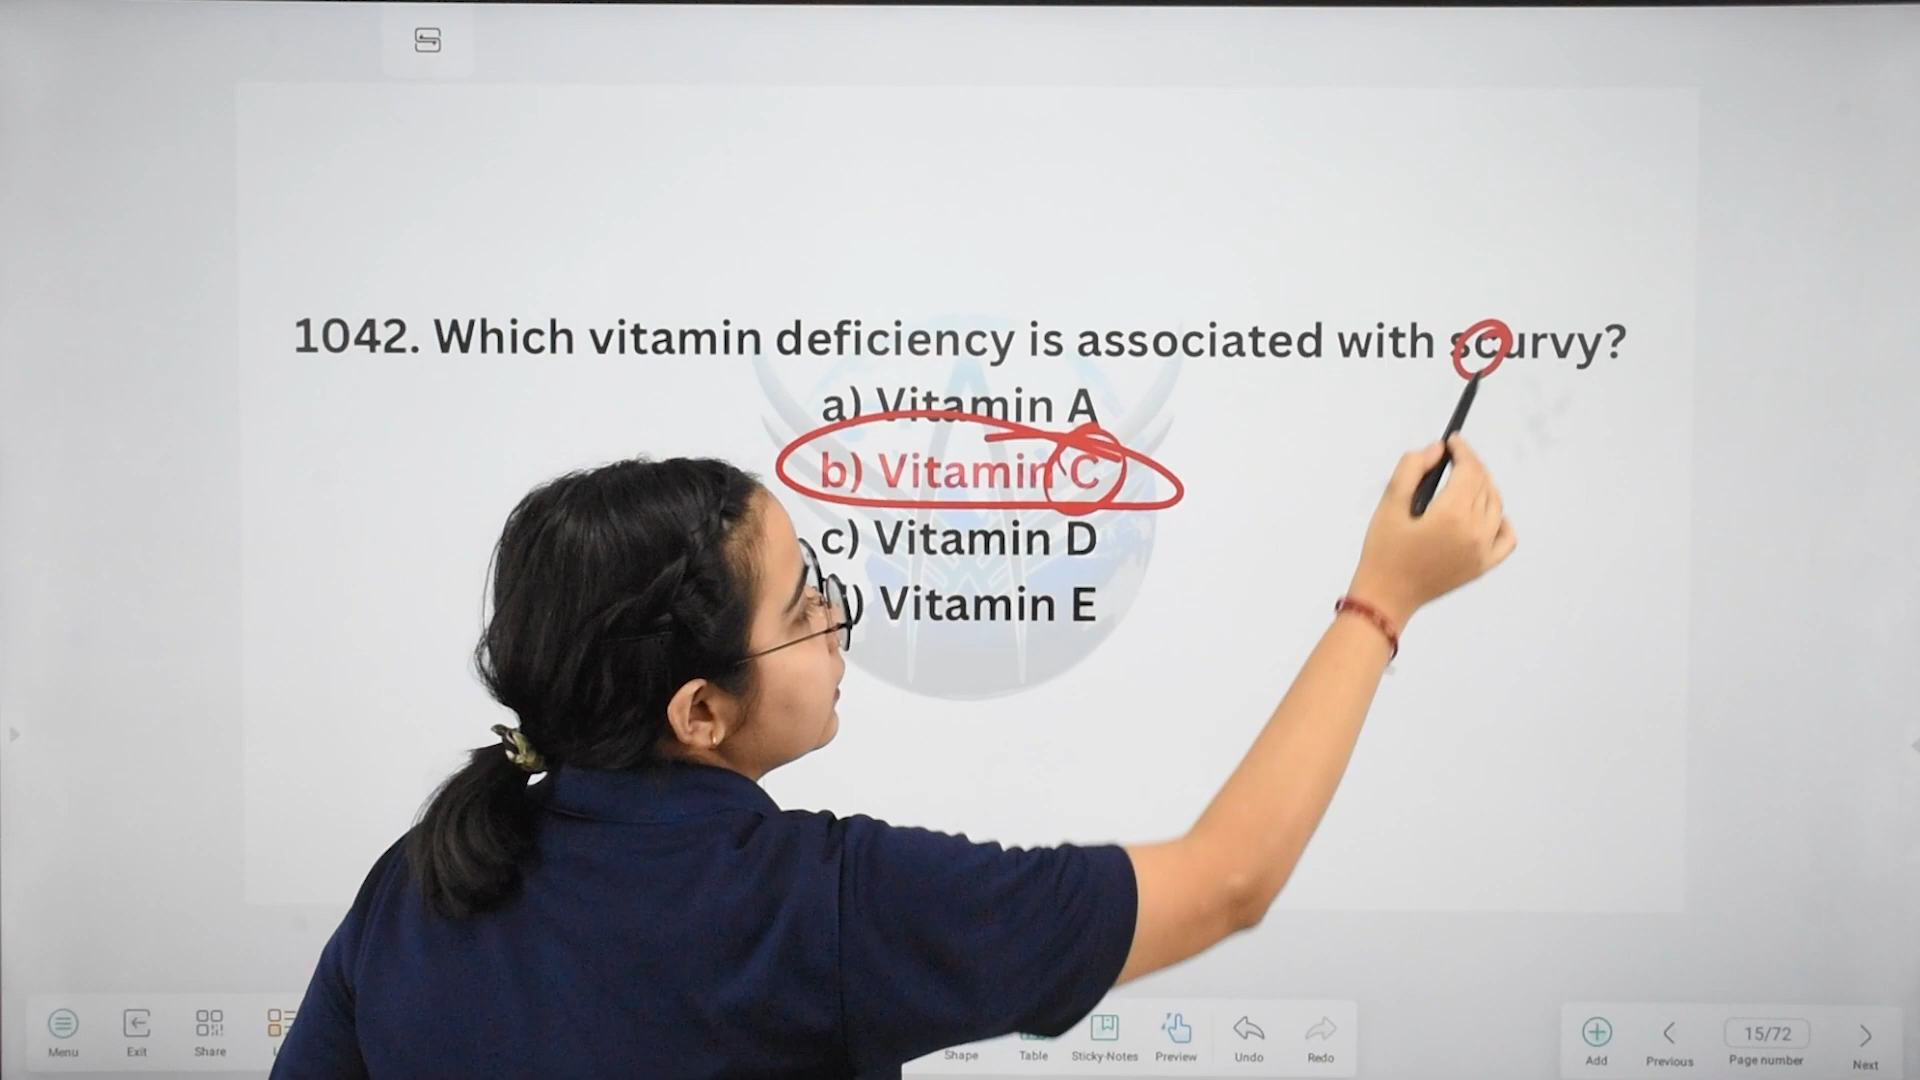 1042. Which vitamin deficiency is associated with scurvy?
a) Vitamin A
b) Vitamin C
c) Vitamin D
) Vitamin E
Menu
Exit
Share
Shape
Table
Sticky-Notes
Preview
Undo
Redo
Add
Previous
15/72
Page number
Next